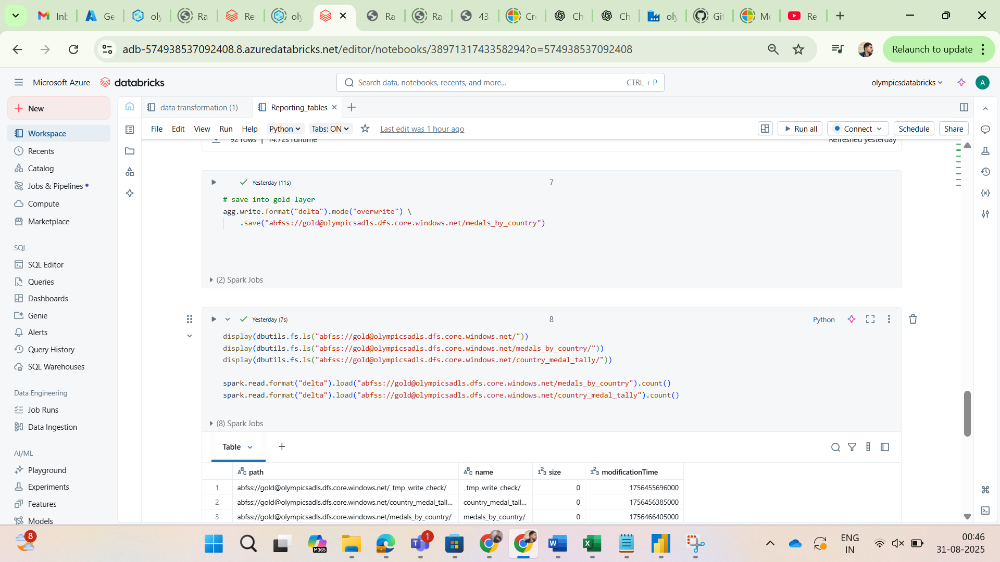 Inb
Ge
oly
Ra
Re
oly
Ra
Ra
43
Cre
Ch
Ch
oly
Git
Mo
Re
adb-574938537092408.8.azuredatabricks.net/editor/notebooks/3897131743358294?o=574938537092408
Relaunch to update
Microsoft Azure
databricks
Search data, notebooks, recents, and more...
CTRL + P
olympicsdatabricks
A
New
Workspace
Recents
Catalog
Jobs & Pipelines
Compute
Marketplace
SQL
SQL Editor
Queries
Dashboards
Genie
Alerts
Query History
SQL Warehouses
Data Engineering
Job Runs
Data Ingestion
AI/ML
Playground
Experiments
Features
Models
data transformation (1)
Reporting_tables
File Edit View Run Help Python Tabs: ON Last edit was 1 hour ago
Run all
Connect
Schedule
Share
92 rows | 14.72s runtime
Refreshed yesterday
Yesterday (11s)
7
# save into gold layer
agg.write.format("delta").mode("overwrite") \
.save("abfss://gold@olympicsadls.dfs.core.windows.net/medals_by_country")
(2) Spark Jobs
Yesterday (7s)
8
Python
display(dbutils.fs.ls("abfss://gold@olympicsadls.dfs.core.windows.net/"))
display(dbutils.fs.ls("abfss://gold@olympicsadls.dfs.core.windows.net/medals_by_country/"))
display(dbutils.fs.ls("abfss://gold@olympicsadls.dfs.core.windows.net/country_medal_tally/"))
spark.read.format("delta").load("abfss://gold@olympicsadls.dfs.core.windows.net/medals_by_country").count()
spark.read.format("delta").load("abfss://gold@olympicsadls.dfs.core.windows.net/country_medal_tally").count()
(8) Spark Jobs
Table
path name size modificationTime
1 abfss://gold@olympicsadls.dfs.core.windows.net/_tmp_write_check/ _tmp_write_check/ 0 1756455696000
2 abfss://gold@olympicsadls.dfs.core.windows.net/country_medal_tall... country_medal_tall... 0 1756456385000
3 abfss://gold@olympicsadls.dfs.core.windows.net/medals_by_country/ medals_by_country/ 0 1756466405000
8
M365
1
ENG
IN
00:46
31-08-2025